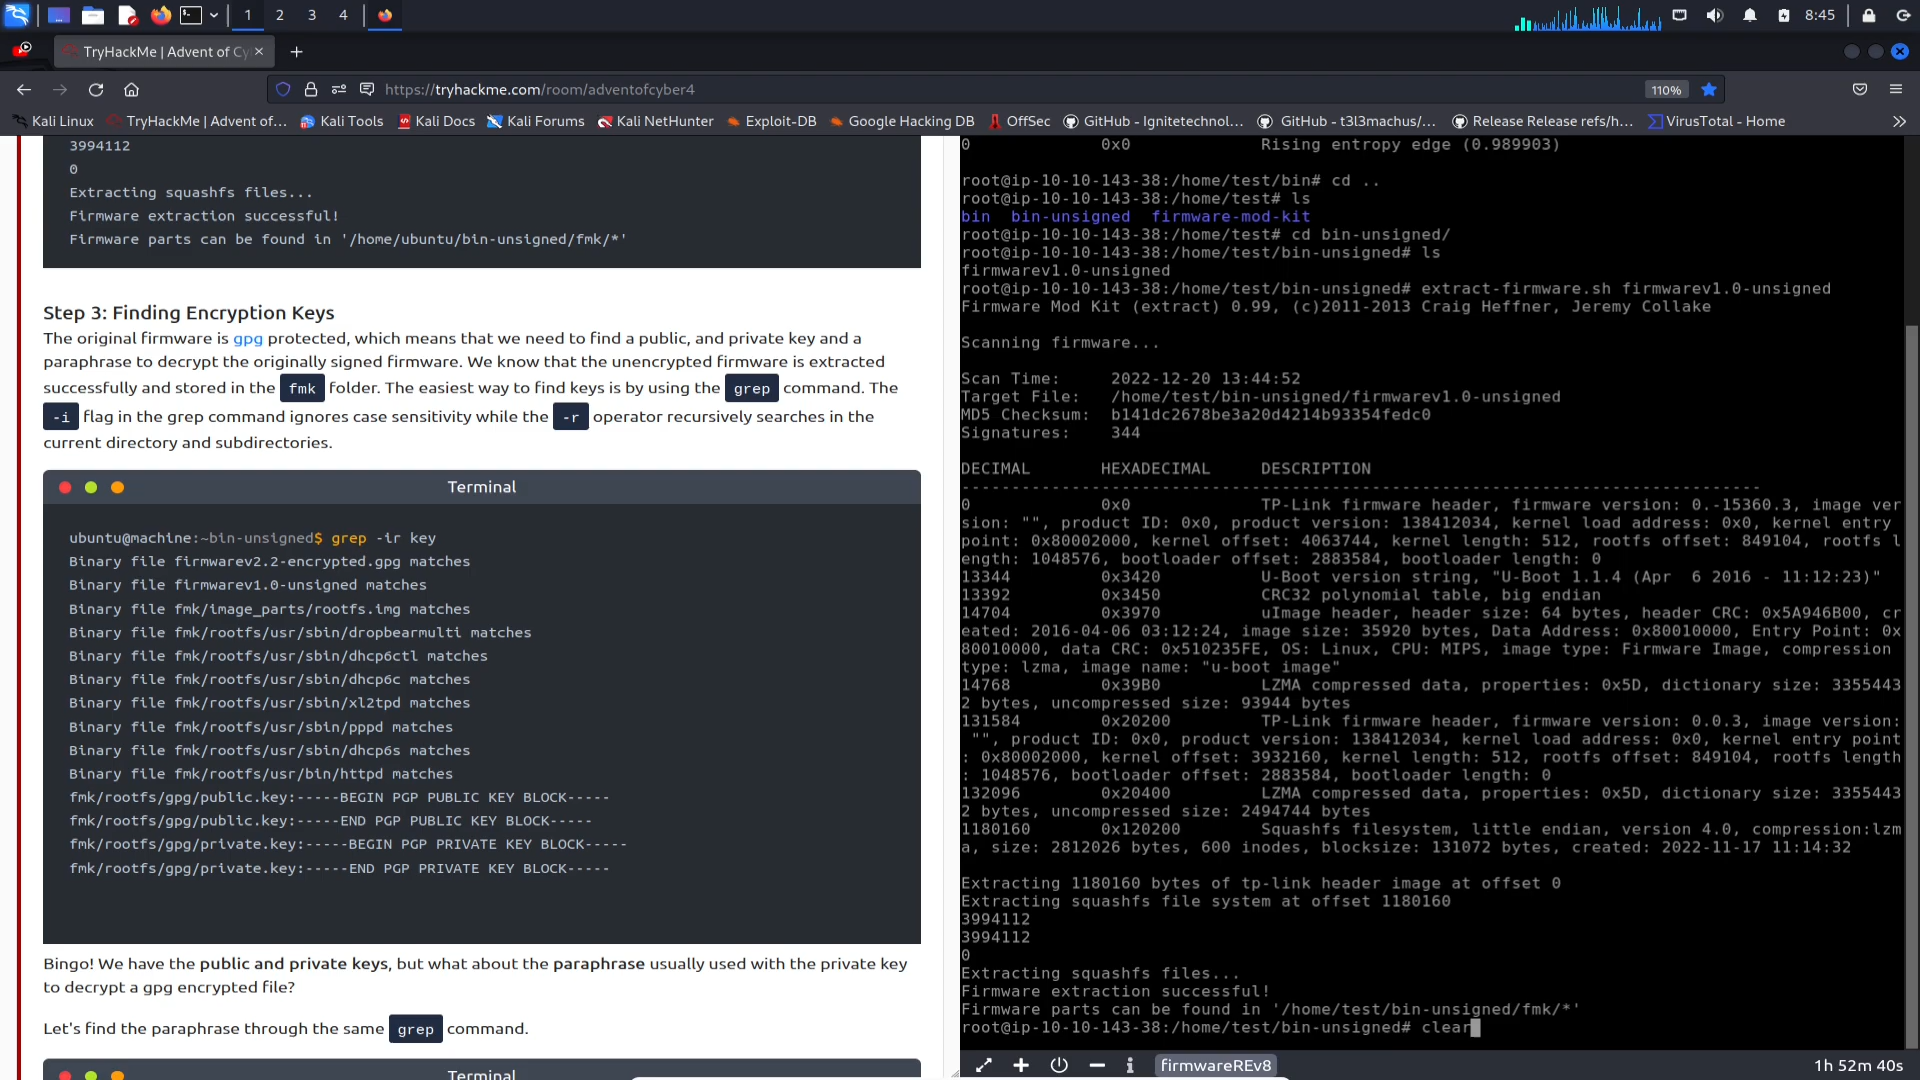 1
2
3
4
8:45
TryHackMe | Advent of Cy
https://tryhackme.com/room/adventofcyber4
110%
Kali Linux
TryHackMe | Advent of...
Kali Tools
Kali Docs
Kali Forums
Kali NetHunter
Exploit-DB
Google Hacking DB
OffSec
GitHub - Ignitetechnol...
GitHub - t3l3machus/...
Release Release refs/h...
VirusTotal - Home
3994112
0
Extracting squashfs files...
Firmware extraction successful!
Firmware parts can be found in '/home/ubuntu/bin-unsigned/fmk/*'
Step 3: Finding Encryption Keys
The original firmware is gpg protected, which means that we need to find a public, and private key and a
paraphrase to decrypt the originally signed firmware. We know that the unencrypted firmware is extracted
successfully and stored in the fmk folder. The easiest way to find keys is by using the grep command. The
-i flag in the grep command ignores case sensitivity while the -r operator recursively searches in the
current directory and subdirectories.
Terminal
ubuntu@machine:~bin-unsigned$ grep -ir key
Binary file firmwarev2.2-encrypted.gpg matches
Binary file firmwarev1.0-unsigned matches
Binary file fmk/image_parts/rootfs.img matches
Binary file fmk/rootfs/usr/sbin/dropbearmulti matches
Binary file fmk/rootfs/usr/sbin/dhcp6ctl matches
Binary file fmk/rootfs/usr/sbin/dhcp6c matches
Binary file fmk/rootfs/usr/sbin/xl2tpd matches
Binary file fmk/rootfs/usr/sbin/pppd matches
Binary file fmk/rootfs/usr/sbin/dhcp6s matches
Binary file fmk/rootfs/usr/bin/httpd matches
fmk/rootfs/gpg/public.key:-----BEGIN PGP PUBLIC KEY BLOCK-----
fmk/rootfs/gpg/public.key:-----END PGP PUBLIC KEY BLOCK-----
fmk/rootfs/gpg/private.key:-----BEGIN PGP PRIVATE KEY BLOCK-----
fmk/rootfs/gpg/private.key:-----END PGP PRIVATE KEY BLOCK-----
Bingo! We have the public and private keys, but what about the paraphrase usually used with the private key
to decrypt a gpg encrypted file?
Let's find the paraphrase through the same grep command.
Terminal
0 0x0 Rising entropy edge (0.989903)
root@ip-10-10-143-38:/home/test/bin# cd ..
root@ip-10-10-143-38:/home/test# ls
bin bin-unsigned firmware-mod-kit
root@ip-10-10-143-38:/home/test# cd bin-unsigned/
root@ip-10-10-143-38:/home/test/bin-unsigned# ls
firmwarev1.0-unsigned
root@ip-10-10-143-38:/home/test/bin-unsigned# extract-firmware.sh firmwarev1.0-unsigned
Firmware Mod Kit (extract) 0.99, (c)2011-2013 Craig Heffner, Jeremy Collake
Scanning firmware...
Scan Time: 2022-12-20 13:44:52
Target File: /home/test/bin-unsigned/firmwarev1.0-unsigned
MD5 Checksum: b141dc2678be3a20d4214b93354fedc0
Signatures: 344
DECIMAL HEXADECIMAL DESCRIPTION
--------------------------------------------------------------------------------
0 0x0 TP-Link firmware header, firmware version: 0.-15360.3, image ver
sion: "", product ID: 0x0, product version: 138412034, kernel load address: 0x0, kernel entry
point: 0x80002000, kernel offset: 4063744, kernel length: 512, rootfs offset: 849104, rootfs l
ength: 1048576, bootloader offset: 2883584, bootloader length: 0
13344 0x3420 U-Boot version string, "U-Boot 1.1.4 (Apr  6 2016 - 11:12:23)"
13392 0x3450 CRC32 polynomial table, big endian
14704 0x3970 uImage header, header size: 64 bytes, header CRC: 0x5A946B00, cr
eated: 2016-04-06 03:12:24, image size: 35920 bytes, Data Address: 0x80010000, Entry Point: 0x
80010000, data CRC: 0x510235FE, OS: Linux, CPU: MIPS, image type: Firmware Image, compression
type: lzma, image name: "u-boot image"
14768 0x39B0 LZMA compressed data, properties: 0x5D, dictionary size: 3355443
2 bytes, uncompressed size: 93944 bytes
131584 0x20200 TP-Link firmware header, firmware version: 0.0.3, image version:
"", product ID: 0x0, product version: 138412034, kernel load address: 0x0, kernel entry point
: 0x80002000, kernel offset: 3932160, kernel length: 512, rootfs offset: 849104, rootfs length
: 1048576, bootloader offset: 2883584, bootloader length: 0
132096 0x20400 LZMA compressed data, properties: 0x5D, dictionary size: 3355443
2 bytes, uncompressed size: 2494744 bytes
1180160 0x120200 Squashfs filesystem, little endian, version 4.0, compression:lzm
a, size: 2812026 bytes, 600 inodes, blocksize: 131072 bytes, created: 2022-11-17 11:14:32
Extracting 1180160 bytes of tp-link header image at offset 0
Extracting squashfs file system at offset 1180160
3994112
3994112
0
Extracting squashfs files...
Firmware extraction successful!
Firmware parts can be found in '/home/test/bin-unsigned/fmk/*'
root@ip-10-10-143-38:/home/test/bin-unsigned# clear
firmwareREv8
1h 52m 40s